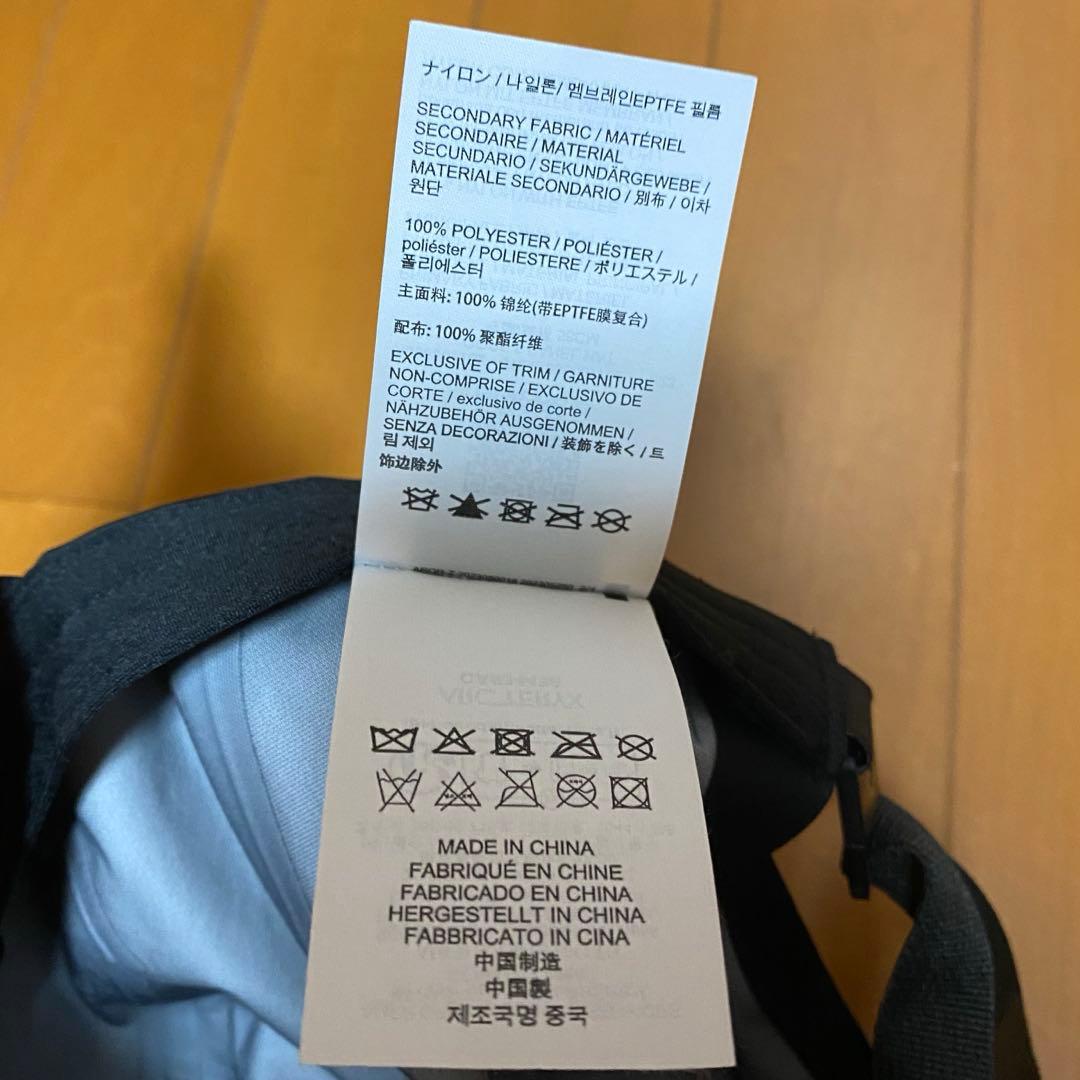 ナイロン / 나일론/ 멤브레인EPTFE 필름
SECONDARY FABRIC / MATÉRIEL
SECONDAIRE / MATERIAL
SECUNDARIO / SEKUNDÄRGEWEBE /
MATERIALE SECONDARIO / 別布 / 이차
원단
100% POLYESTER / POLIÉSTER /
poliéster / POLIESTERE / ポリエステル /
폴리에스터
主面料: 100% 锦纶(带EPTFE膜复合)
配布: 100% 聚酯纤维
EXCLUSIVE OF TRIM / GARNITURE
NON-COMPRISE / EXCLUSIVO DE
CORTE / exclusivo de corte /
NÄHZUBEHÖR AUSGENOMMEN /
SENZA DECORAZIONI / 装飾を除く / 트
림 제외
饰边除外
ARC'TERYX
MADE IN CHINA
FABRIQUÉ EN CHINE
FABRICADO EN CHINA
HERGESTELLT IN CHINA
FABBRICATO IN CINA
中国制造
中国製
제조국명 중국